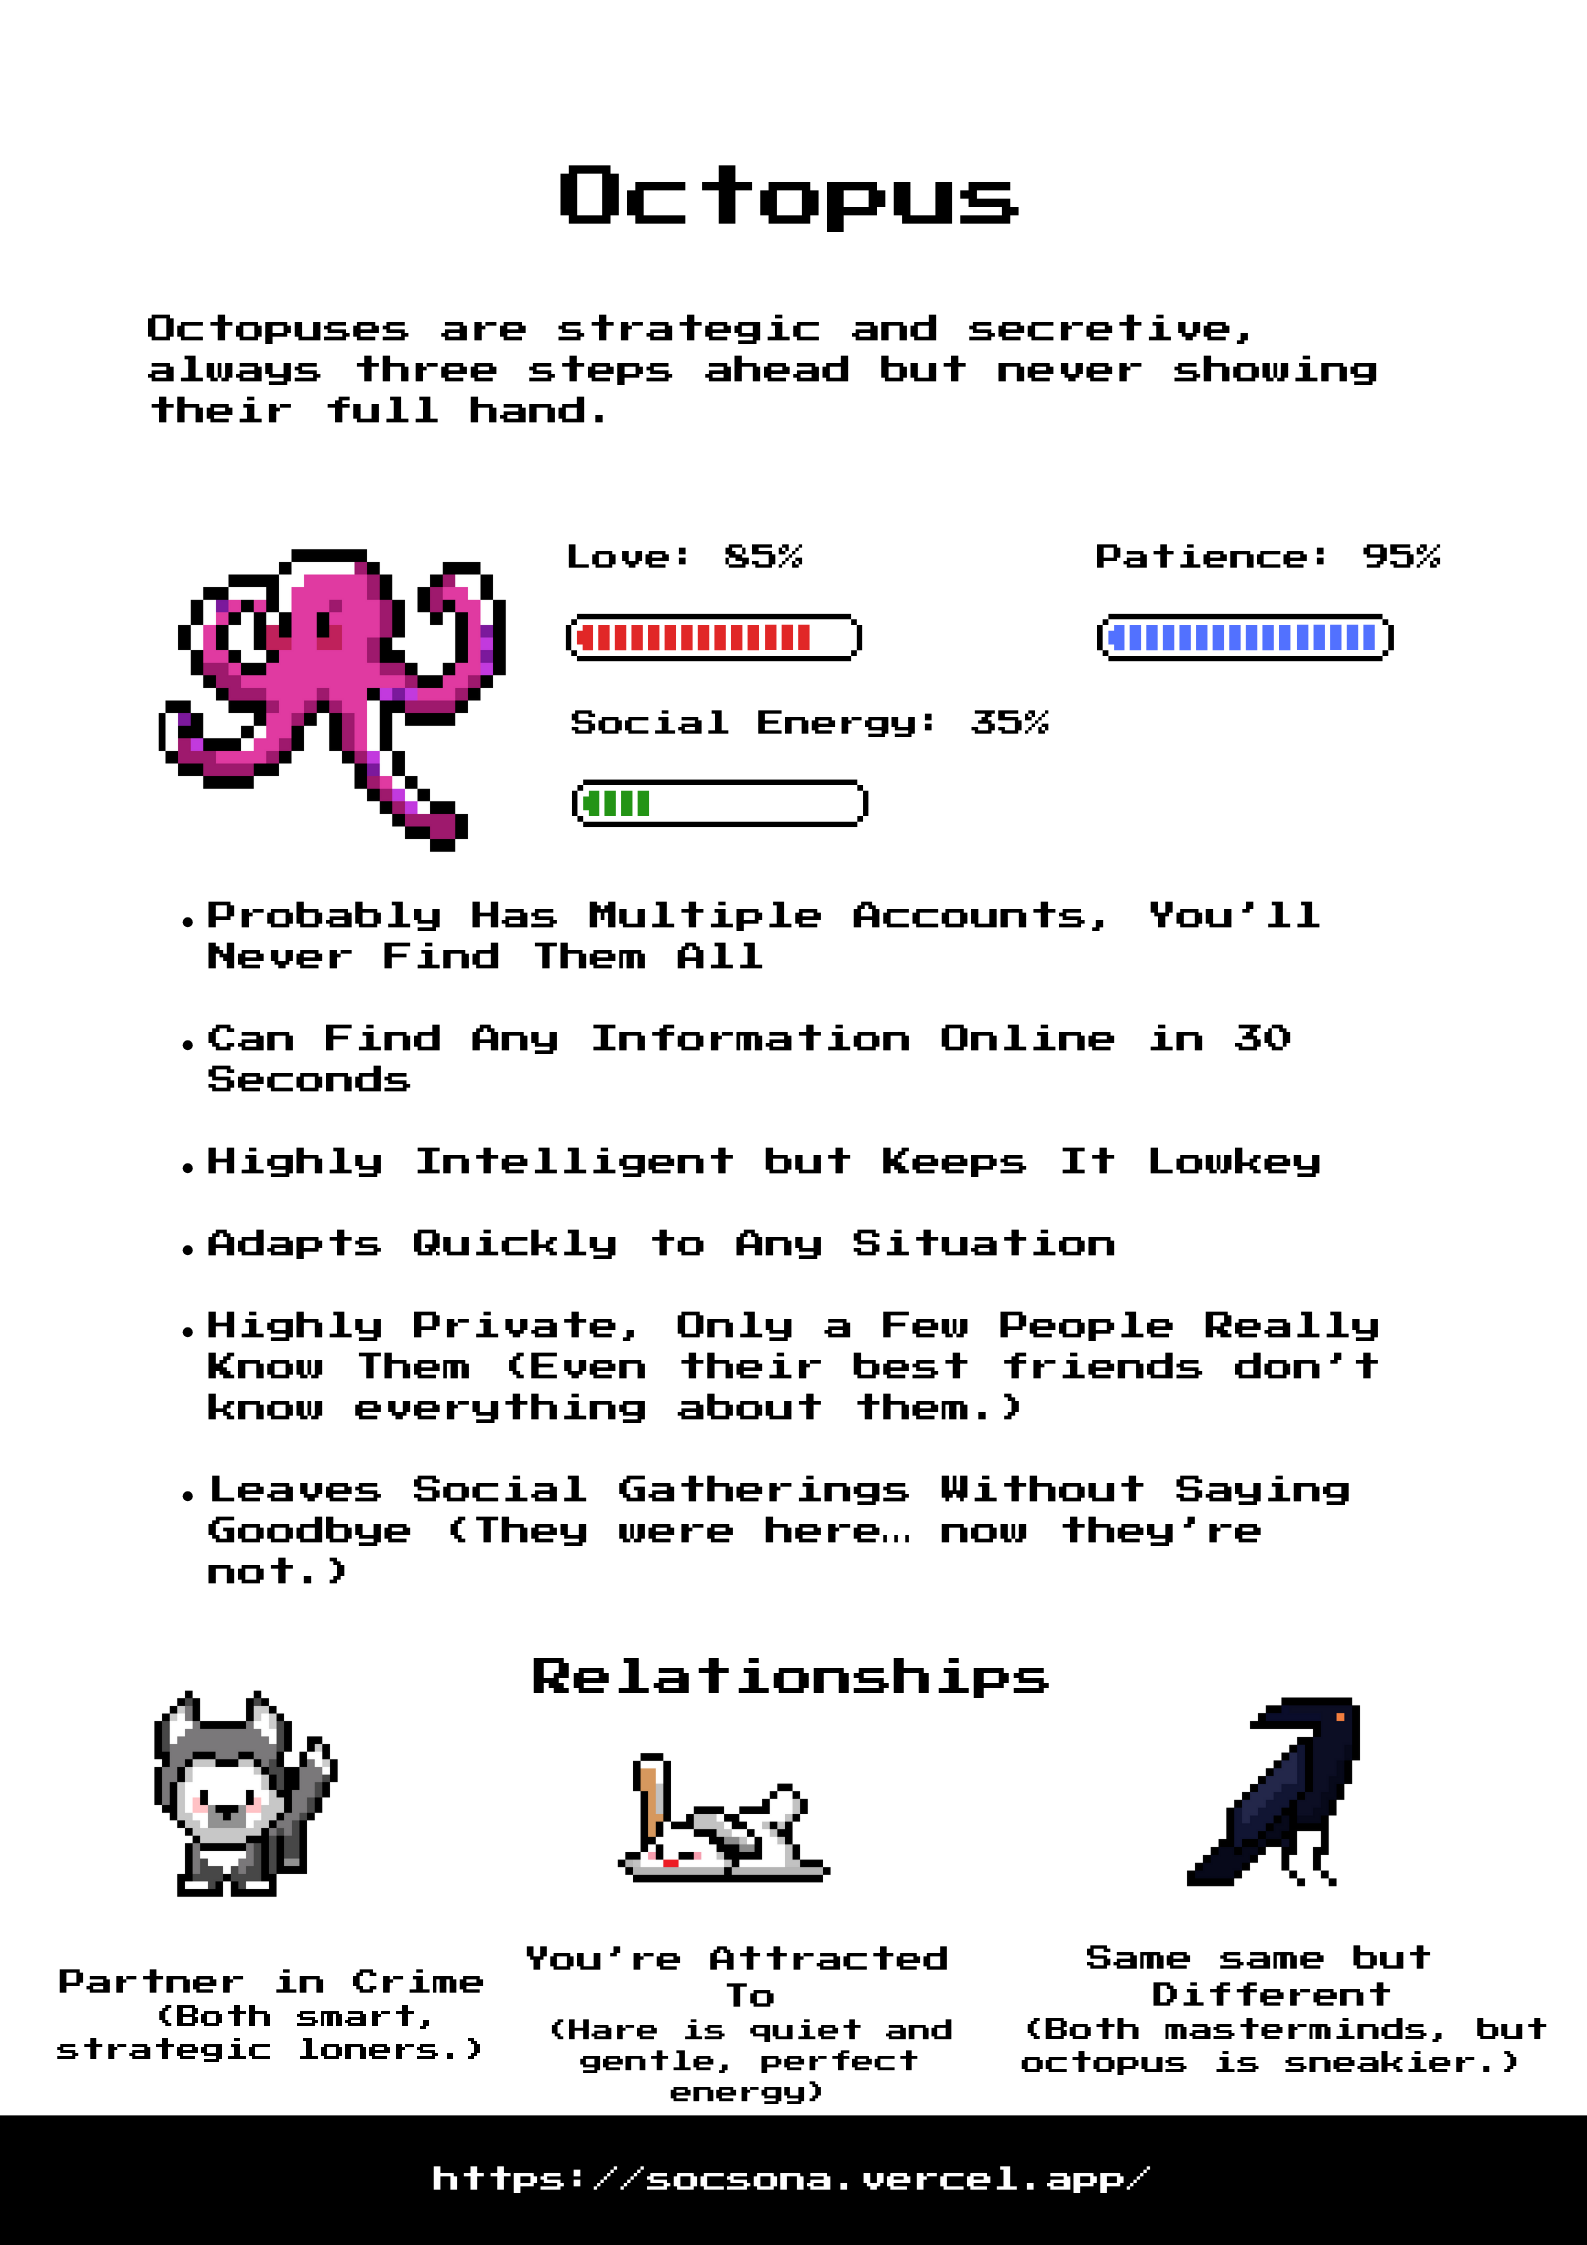 Octopus
Octopuses are strategic and secretive,
always three steps ahead but never showing
their full hand.
Love: 85%
Patience: 95%
Social Energy: 35%
• Probably Has Multiple Accounts, You’ll
Never Find Them All
• Can Find Any Information Online in 30
Seconds
• Highly Intelligent but Keeps It Lowkey
• Adapts Quickly to Any Situation
• Highly Private, Only a Few People Really
Know Them (Even their best friends don’t
know everything about them.)
• Leaves Social Gatherings Without Saying
Goodbye (They were here… now they’re
not.)
Relationships
Partner in Crime
(Both smart,
strategic loners.)
You’re Attracted
To
(Hare is quiet and
gentle, perfect
energy)
Same same but
Different
(Both masterminds, but
octopus is sneakier.)
https://socsona.vercel.app/